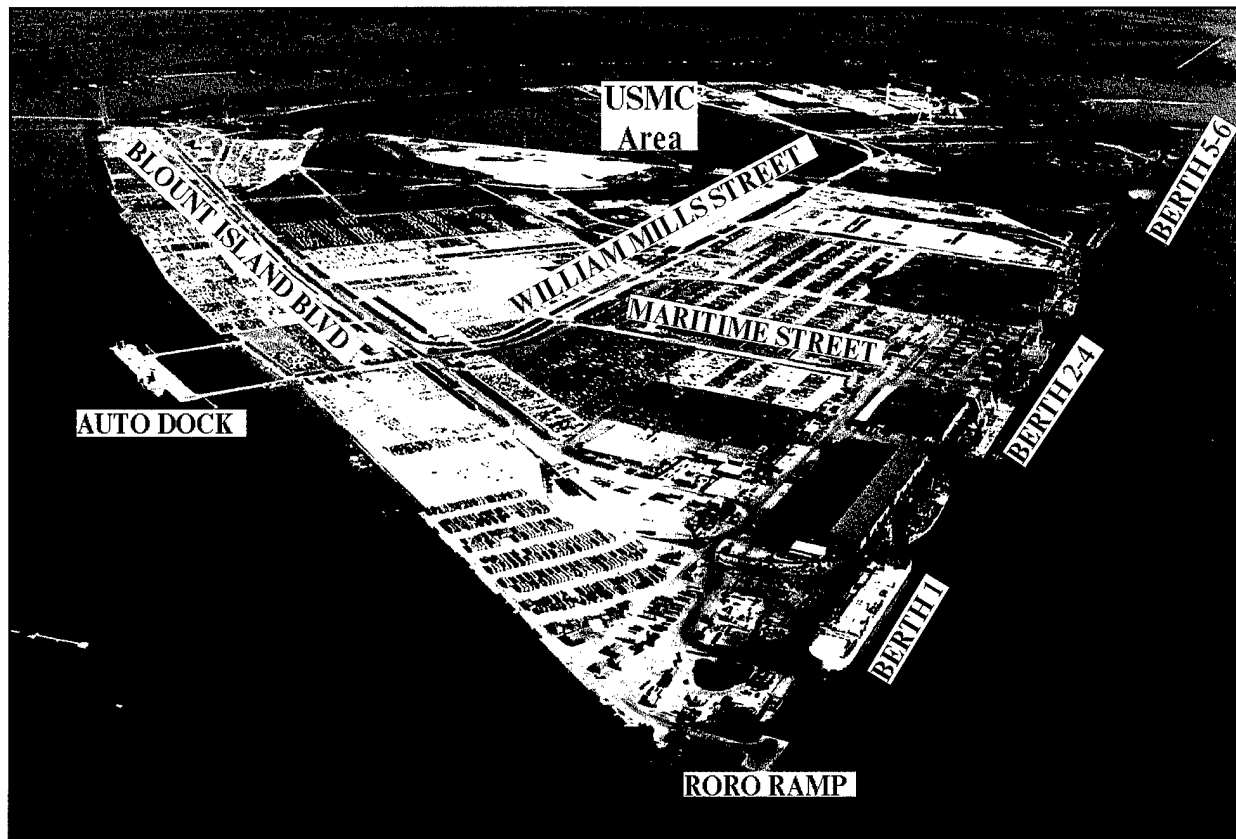 USMC
Area
BERTH 5-6
BLOUNT ISLAND BLVD
WILLIAM MILLS STREET
MARITIME STREET
BERTH 2-4
AUTO DOCK
BERTH 1
RORO RAMP